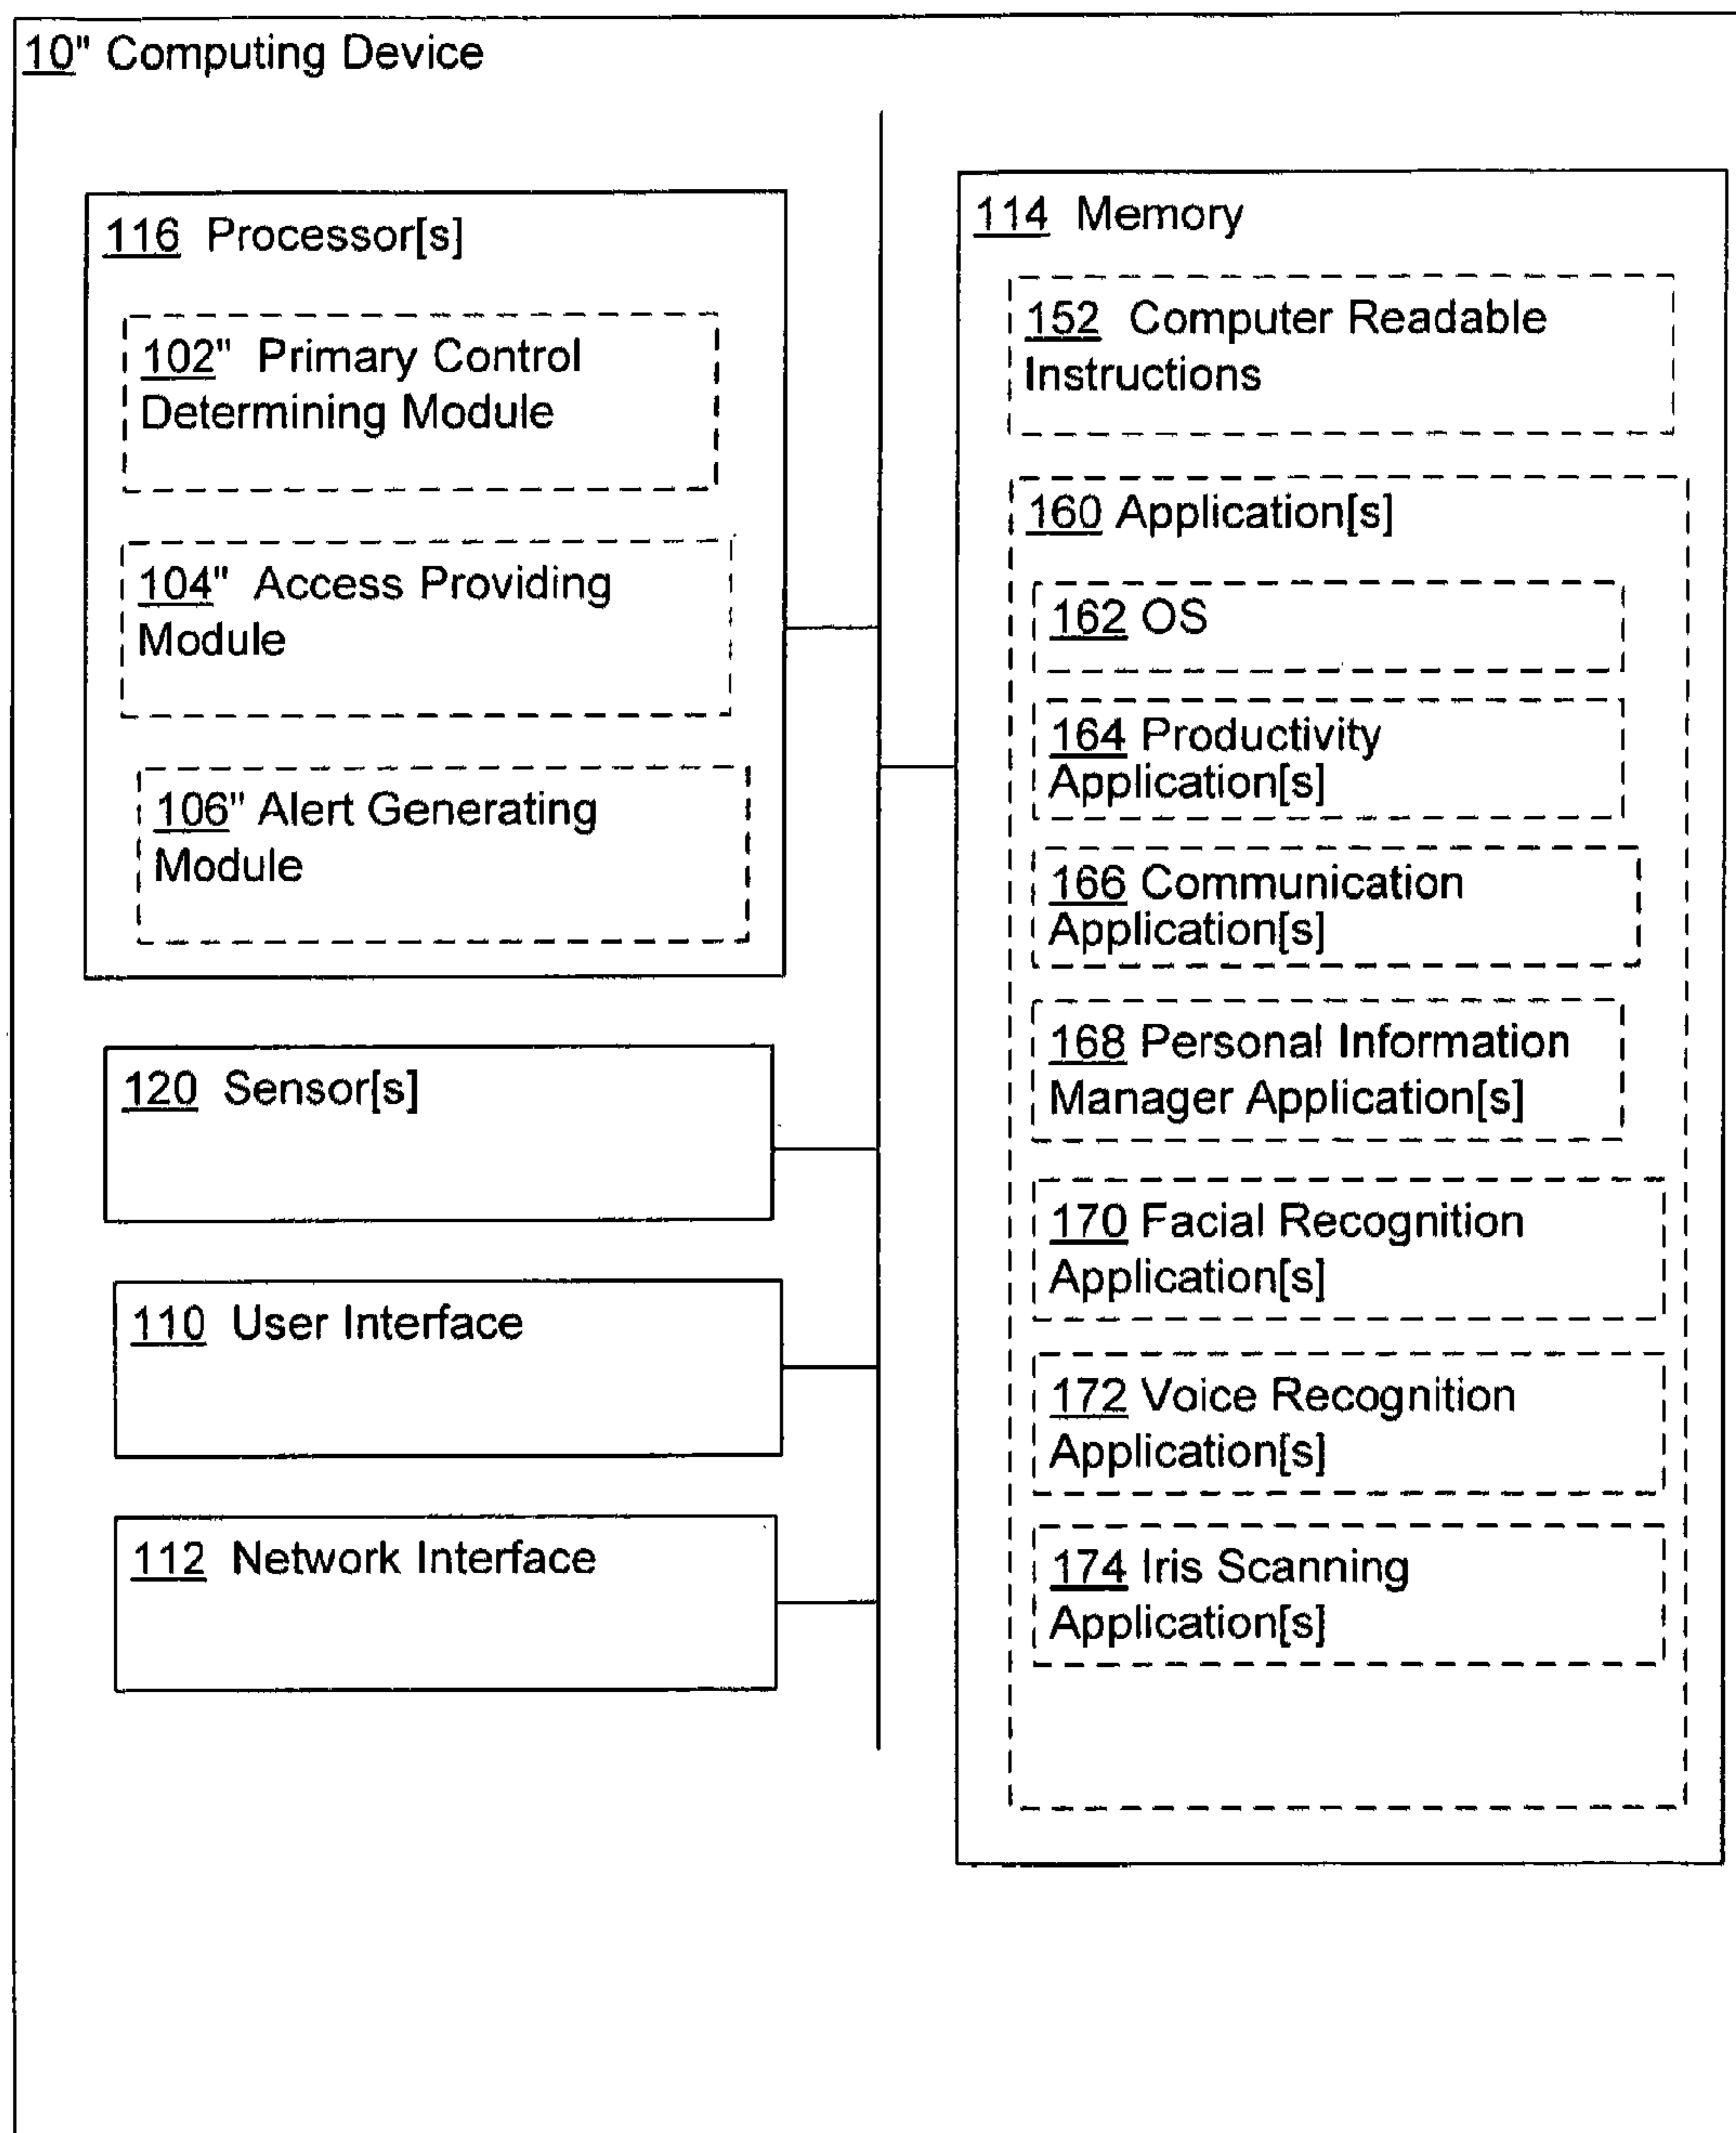 10" Computing Device
116 Processor[s]
102" Primary Control
Determining Module
104" Access Providing
Module
106" Alert Generating
Module
120 Sensor[s]
110 User Interface
112 Network Interface
114 Memory
152 Computer Readable
Instructions
160 Application[s]
162 OS
164 Productivity
Application[s]
166 Communication
Application[s]
168 Personal Information
Manager Application[s]
170 Facial Recognition
Application[s]
172 Voice Recognition
Application[s]
174 Iris Scanning
Application[s]